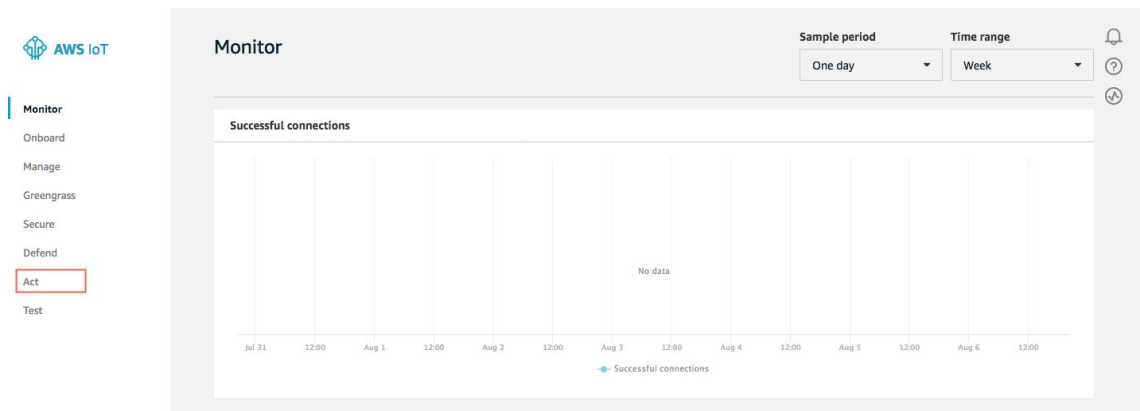 AWS IoT
Monitor
Onboard
Manage
Greengrass
Secure
Defend
Act
Test
Monitor
Sample period
Time range
One day
Week
Successful connections
No data
Jul 31 12:00 Aug 1 12:00 Aug 2 12:00 Aug 3 12:00 Aug 4 12:00 Aug 5 12:00 Aug 6 12:00
Successful connections